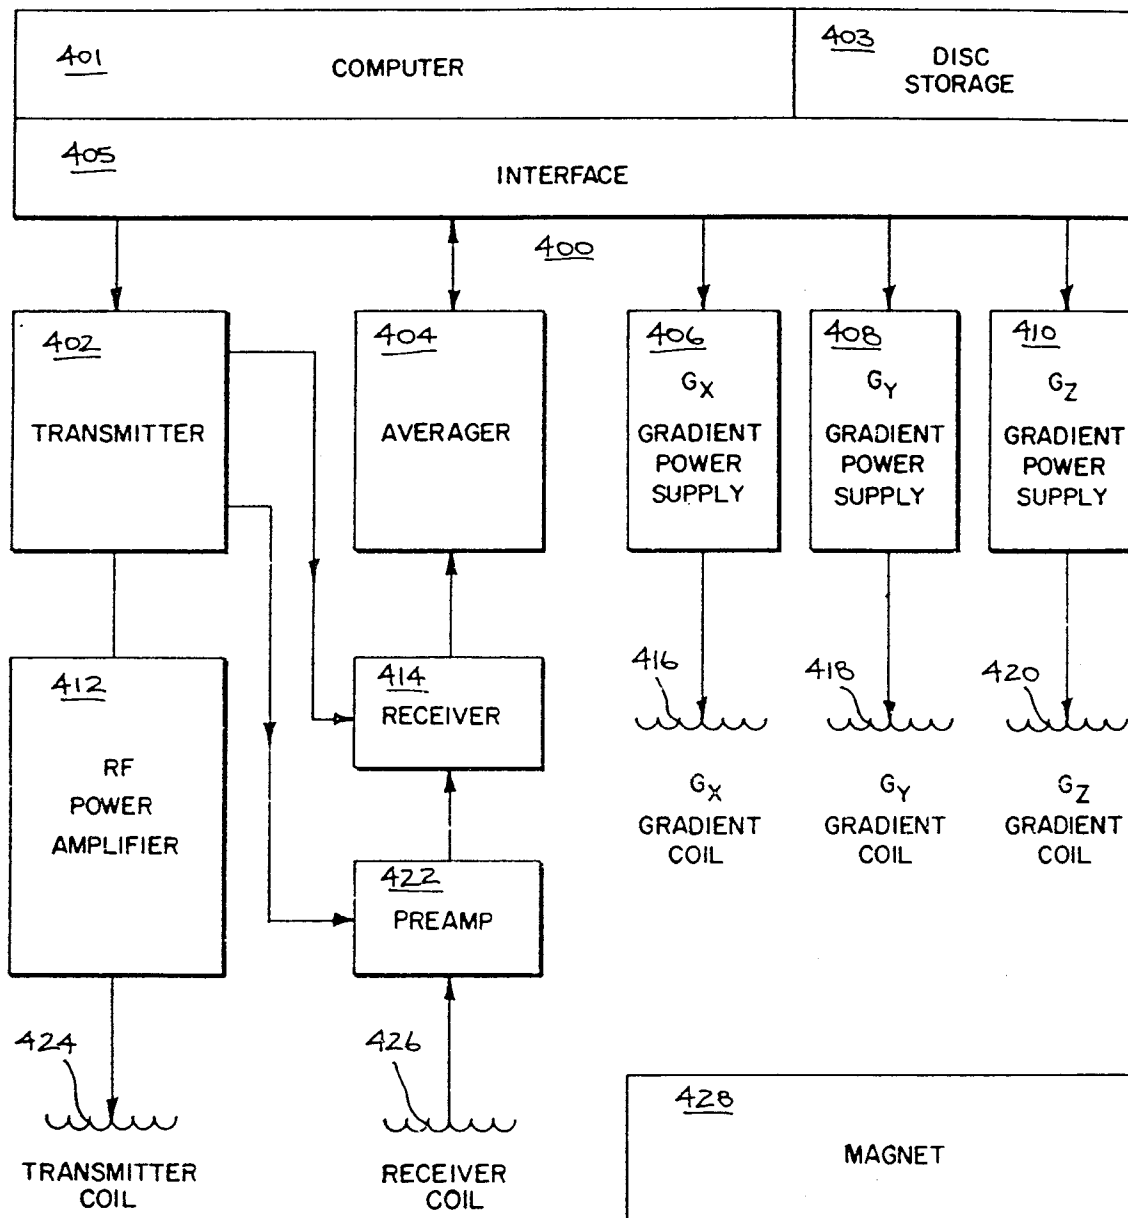 401
COMPUTER
403
DISC
STORAGE
405
INTERFACE
400
402
TRANSMITTER
404
AVERAGER
406
GX
GRADIENT
POWER
SUPPLY
408
GY
GRADIENT
POWER
SUPPLY
410
GZ
GRADIENT
POWER
SUPPLY
412
RF
POWER
AMPLIFIER
414
RECEIVER
416
GX
GRADIENT
COIL
418
GY
GRADIENT
COIL
420
GZ
GRADIENT
COIL
422
PREAMP
424
TRANSMITTER
COIL
426
RECEIVER
COIL
428
MAGNET